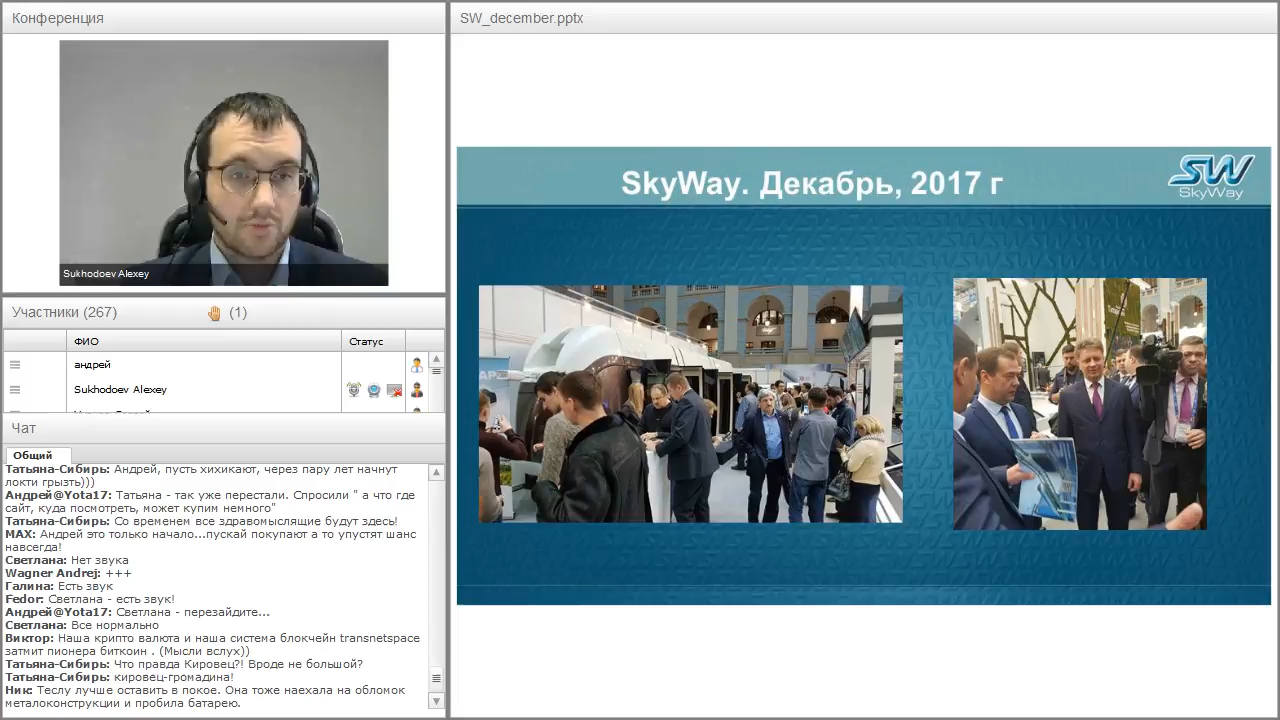 Конференция
Sukhodoev Alexey
Участники (267)
(1)
ФИО
Статус
андрей
Sukhodoev Alexey
Чат
Общий
Татьяна-Сибирь: Андрей, пусть хихикают, через пару лет начнут
локти грызть)))
Андрей@Yota17: Татьяна - так уже перестали. Спросили " а что где
сайт, куда посмотреть, может купим немного"
Татьяна-Сибирь: Со временем все здравомыслящие будут здесь!
MAX: Андрей это только начало...пускай покупают а то упустят шанс
навсегда!
Светлана: Нет звука
Wagner Andrej: +++
Галина: Есть звук
Fedor: Светлана - есть звук!
Андрей@Yota17: Светлана - перезайдите...
Светлана: Все нормально
Виктор: Наша крипто валюта и наша система блокчейн transnetspace
затмит пионера биткоин . (Мысли вслух))
Татьяна-Сибирь: Что правда Кировец?! Вроде не большой?
Татьяна-Сибирь: кировец-громадина!
Ник: Теслу лучше оставить в покое. Она тоже наехала на обломок
металоконструкции и пробила батарею.
SW_december.pptx
SkyWay. Декабрь, 2017 г
SW
SkyWay